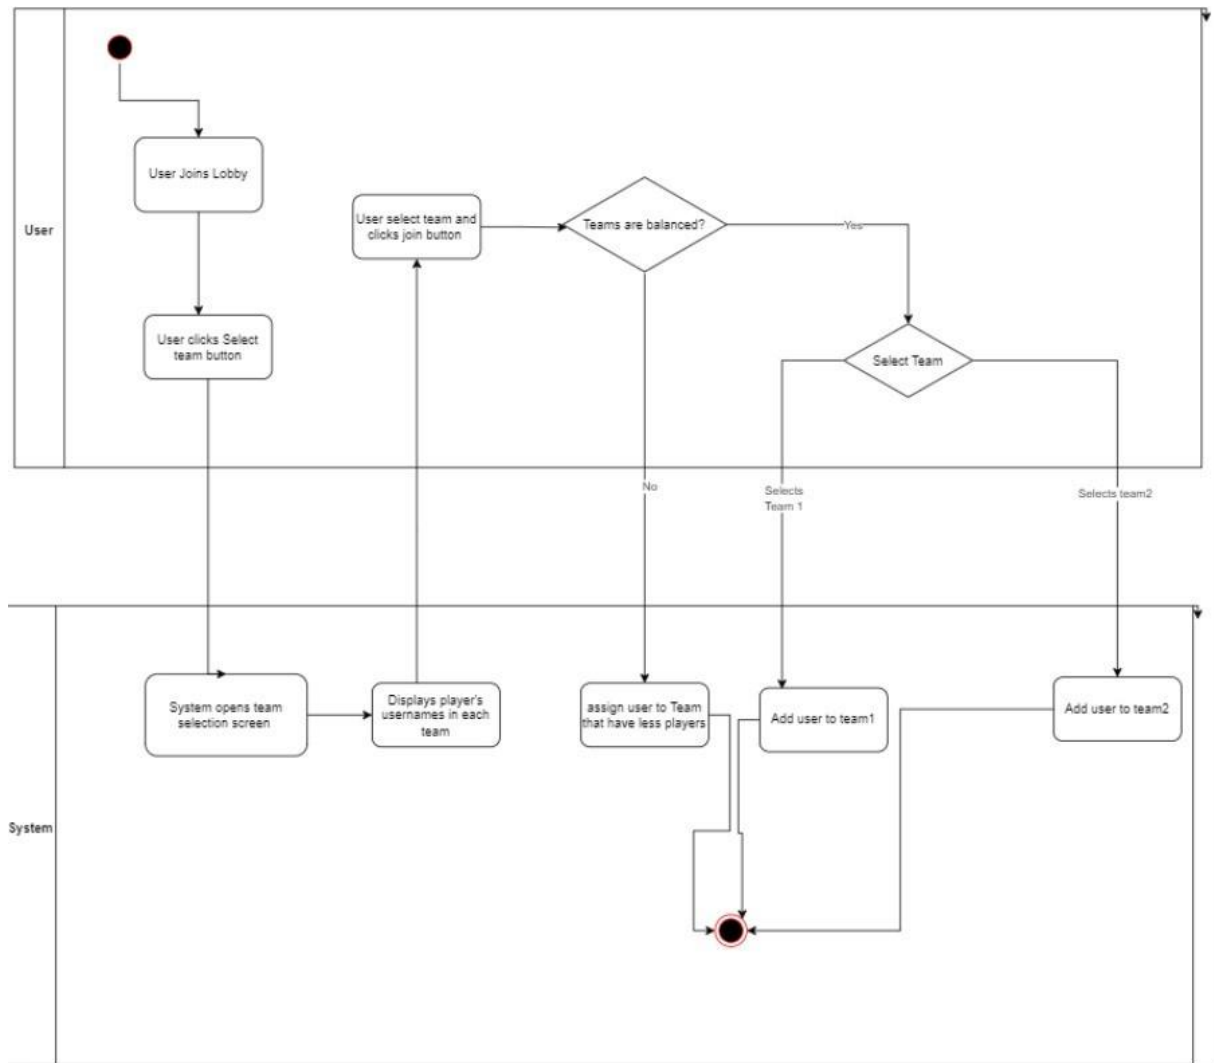 User
User Joins Lobby
User select team and
clicks join button
Teams are balanced?
Yes
User clicks Select
team button
Select Team
No
Selects
Team 1
Selects team2
System
System opens team
selection screen
Displays player's
usernames in each
team
assign user to Team
that have less players
Add user to team1
Add user to team2